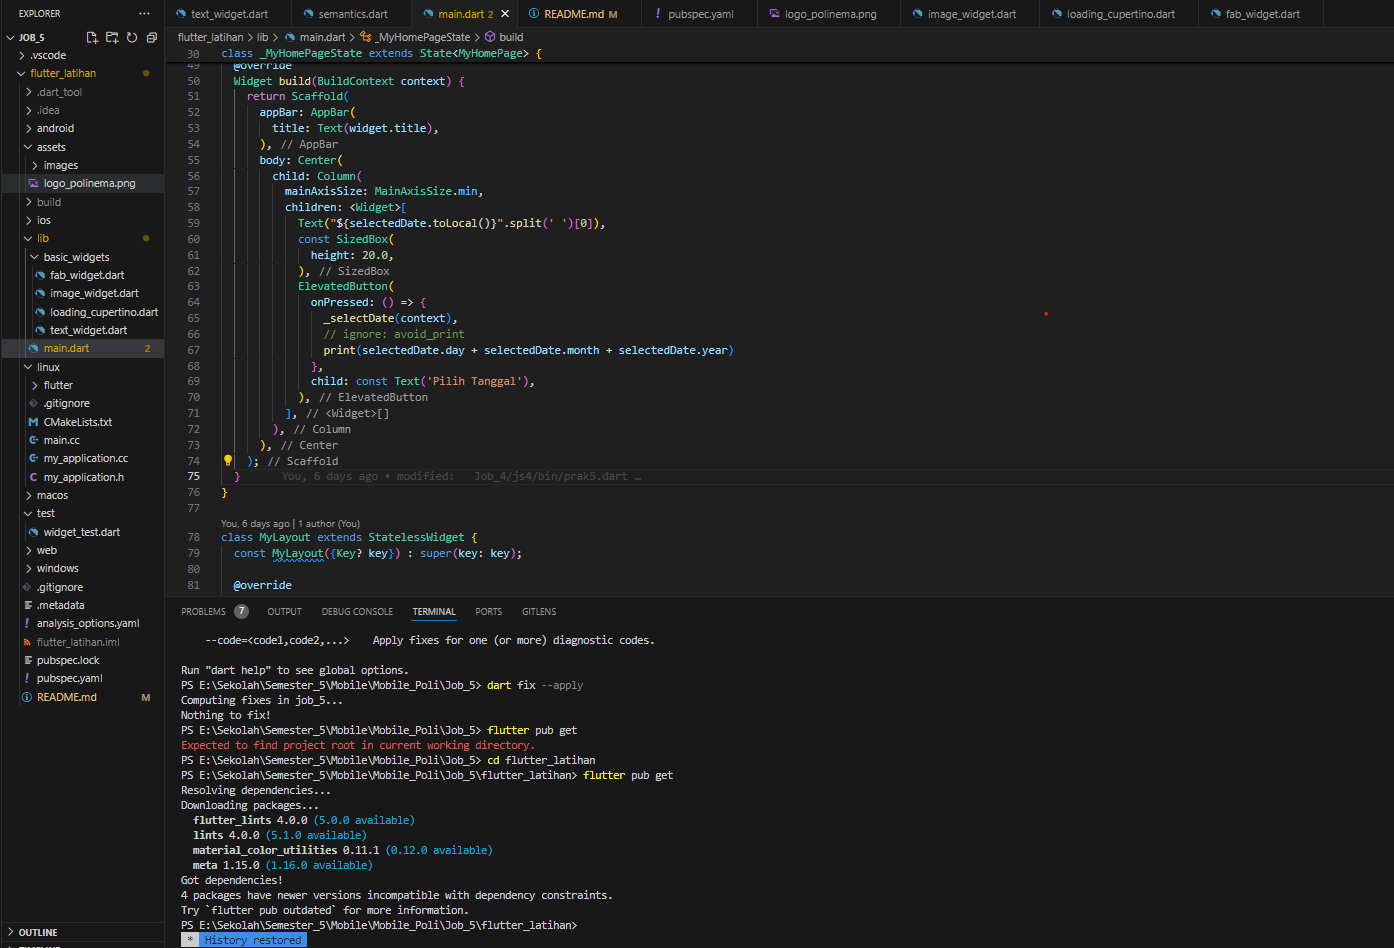 EXPLORER ...
text_widget.dart semantics.dart main.dart 2 README.md M pubspec.yaml logo_polinema.png image_widget.dart loading_cupertino.dart fab_widget.dart
JOB_5
.vscode
flutter_latihan
.dart_tool
.idea
android
assets
images
logo_polinema.png
build
ios
lib
basic_widgets
fab_widget.dart
image_widget.dart
loading_cupertino.dart
text_widget.dart
main.dart 2
linux
flutter
.gitignore
CMakeLists.txt
main.cc
my_application.cc
my_application.h
macos
test
widget_test.dart
web
windows
.gitignore
.metadata
analysis_options.yaml
flutter_latihan.iml
pubspec.lock
pubspec.yaml
README.md M
OUTLINE
TIMELINE
flutter_latihan > lib > main.dart > _MyHomePageState > build
30 class _MyHomePageState extends State<MyHomePage> {
49 @override
50 Widget build(BuildContext context) {
51 return Scaffold(
52 appBar: AppBar(
53 title: Text(widget.title),
54 ), // AppBar
55 body: Center(
56 child: Column(
57 mainAxisSize: MainAxisSize.min,
58 children: <Widget>[
59 Text("${selectedDate.toLocal()}".split(' ')[0]),
60 const SizedBox(
61 height: 20.0,
62 ), // SizedBox
63 ElevatedButton(
64 onPressed: () => {
65 _selectDate(context),
66 // ignore: avoid_print
67 print(selectedDate.day + selectedDate.month + selectedDate.year)
68 },
69 child: const Text('Pilih Tanggal'),
70 ), // ElevatedButton
71 ], // <Widget>[]
72 ), // Column
73 ), // Center
74 ); // Scaffold
75 } You, 6 days ago • modified: Job_4/js4/bin/prak5.dart …
76 }
77
You, 6 days ago | 1 author (You)
78 class MyLayout extends StatelessWidget {
79 const MyLayout({Key? key}) : super(key: key);
80
81 @override
PROBLEMS 7 OUTPUT DEBUG CONSOLE TERMINAL PORTS GITLENS
--code=<code1,code2,...> Apply fixes for one (or more) diagnostic codes.
Run "dart help" to see global options.
PS E:\Sekolah\Semester_5\Mobile\Mobile_Poli\Job_5> dart fix --apply
Computing fixes in job_5...
Nothing to fix!
PS E:\Sekolah\Semester_5\Mobile\Mobile_Poli\Job_5> flutter pub get
Expected to find project root in current working directory.
PS E:\Sekolah\Semester_5\Mobile\Mobile_Poli\Job_5> cd flutter_latihan
PS E:\Sekolah\Semester_5\Mobile\Mobile_Poli\Job_5\flutter_latihan> flutter pub get
Resolving dependencies...
Downloading packages...
flutter_lints 4.0.0 (5.0.0 available)
lints 4.0.0 (5.1.0 available)
material_color_utilities 0.11.1 (0.12.0 available)
meta 1.15.0 (1.16.0 available)
Got dependencies!
4 packages have newer versions incompatible with dependency constraints.
Try `flutter pub outdated` for more information.
PS E:\Sekolah\Semester_5\Mobile\Mobile_Poli\Job_5\flutter_latihan>
* History restored